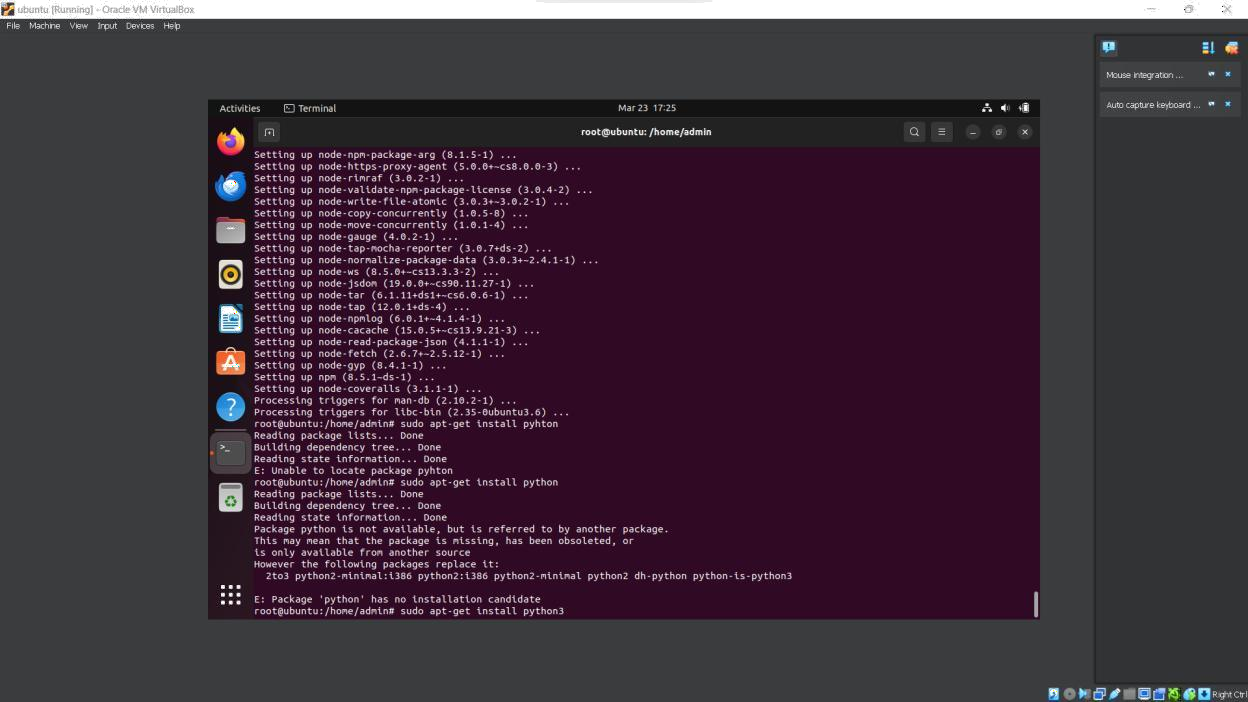 ubuntu [Running] - Oracle VM VirtualBox
File Machine View Input Devices Help
Mouse integration ...
Auto capture keyboard ...
Activities Terminal Mar 23 17:25
root@ubuntu: /home/admin
Setting up node-npm-package-arg (8.1.5-1) ...
Setting up node-https-proxy-agent (5.0.0+~cs8.0.0-3) ...
Setting up node-rimraf (3.0.2-1) ...
Setting up node-validate-npm-package-license (3.0.4-2) ...
Setting up node-write-file-atomic (3.0.3+~3.0.2-1) ...
Setting up node-copy-concurrently (1.0.5-8) ...
Setting up node-move-concurrently (1.0.1-4) ...
Setting up node-gauge (4.0.2-1) ...
Setting up node-tap-mocha-reporter (3.0.7+ds-2) ...
Setting up node-normalize-package-data (3.0.3+~2.4.1-1) ...
Setting up node-ws (8.5.0+~cs13.3.3-2) ...
Setting up node-jsdom (19.0.0+~cs90.11.27-1) ...
Setting up node-tar (6.1.11+ds1+~cs6.0.6-1) ...
Setting up node-tap (12.0.1+ds-4) ...
Setting up node-npmlog (6.0.1+~4.1.4-1) ...
Setting up node-cacache (15.0.5+~cs13.9.21-3) ...
Setting up node-read-package-json (4.1.1-1) ...
Setting up node-fetch (2.6.7+~2.5.12-1) ...
Setting up node-gyp (8.4.1-1) ...
Setting up npm (8.5.1~ds-1) ...
Setting up node-coveralls (3.1.1-1) ...
Processing triggers for man-db (2.10.2-1) ...
Processing triggers for libc-bin (2.35-0ubuntu3.6) ...
root@ubuntu:/home/admin# sudo apt-get install pyhton
Reading package lists... Done
Building dependency tree... Done
Reading state information... Done
E: Unable to locate package pyhton
root@ubuntu:/home/admin# sudo apt-get install python
Reading package lists... Done
Building dependency tree... Done
Reading state information... Done
Package python is not available, but is referred to by another package.
This may mean that the package is missing, has been obsoleted, or
is only available from another source
However the following packages replace it:
2to3 python2-minimal:i386 python2:i386 python2-minimal python2 dh-python python-is-python3
E: Package 'python' has no installation candidate
root@ubuntu:/home/admin# sudo apt-get install python3
Right Ctrl